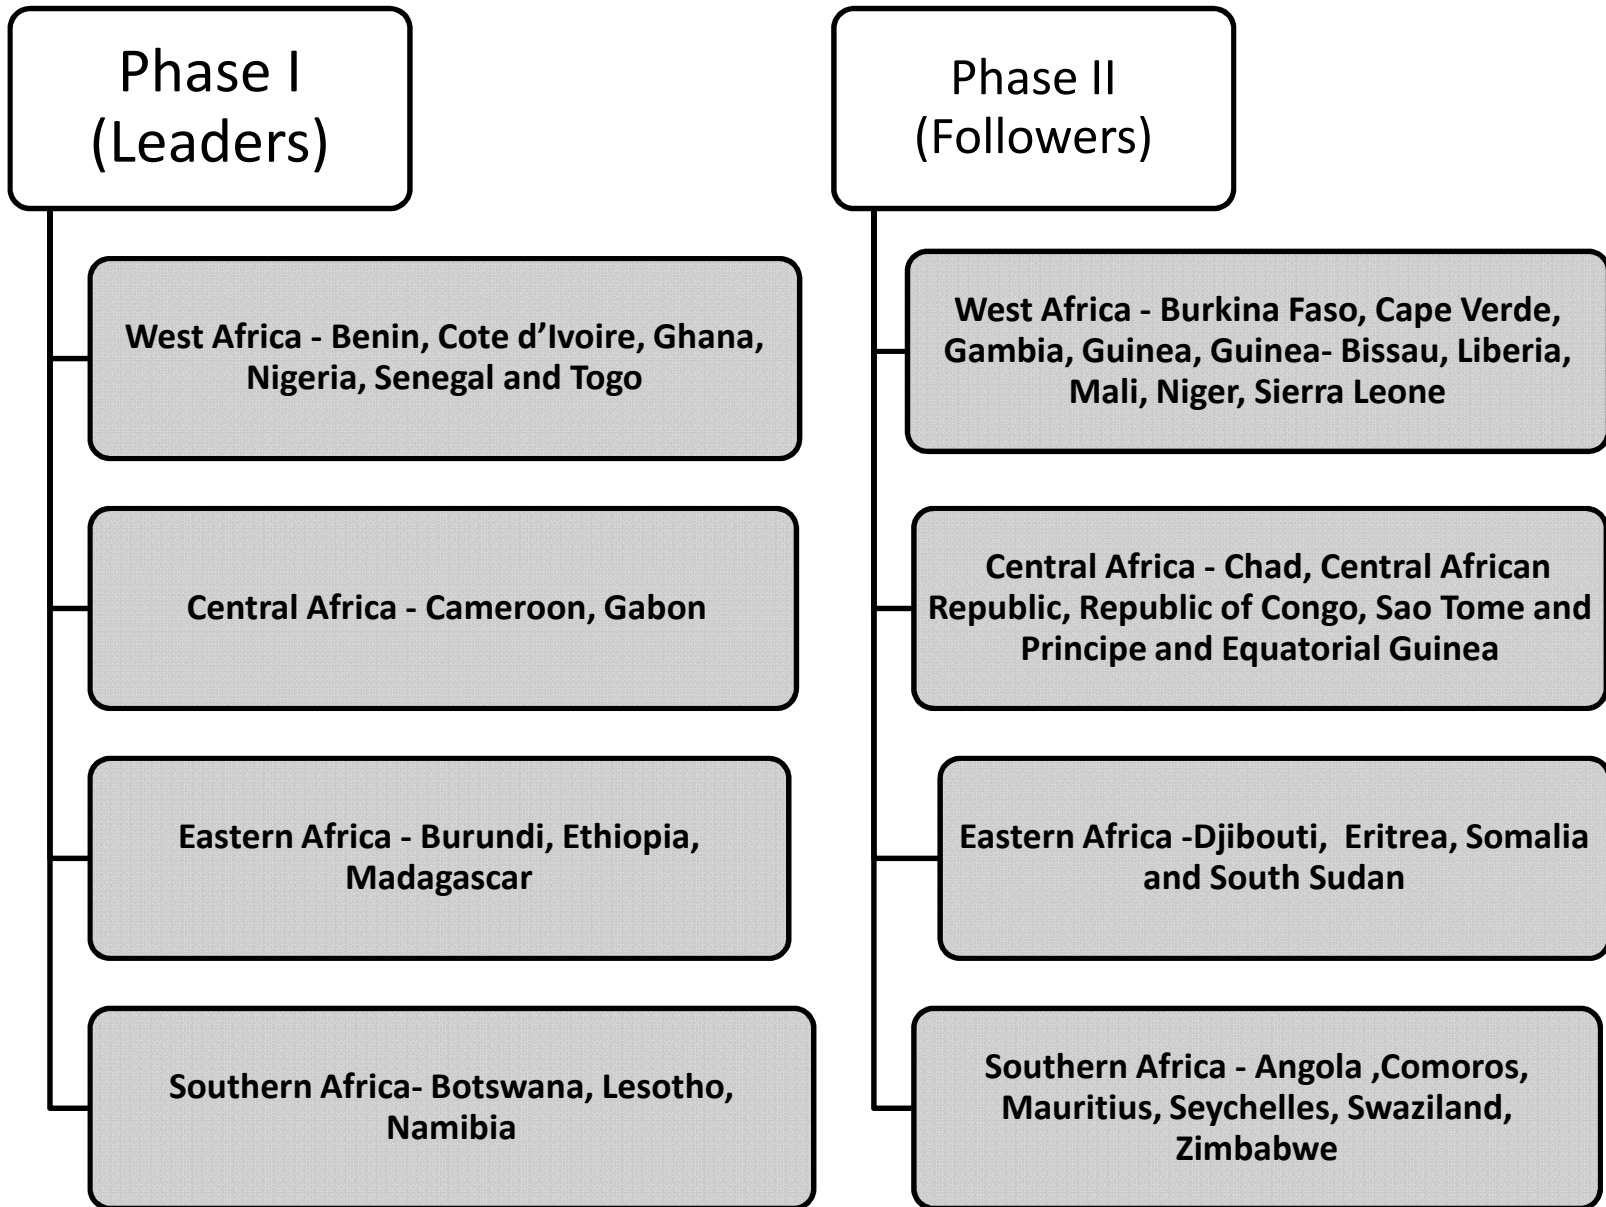 Phase I
(Leaders)
West Africa - Benin, Cote d’Ivoire, Ghana,
Nigeria, Senegal and Togo
Central Africa - Cameroon, Gabon
Eastern Africa - Burundi, Ethiopia,
Madagascar
Southern Africa- Botswana, Lesotho,
Namibia
Phase II
(Followers)
West Africa - Burkina Faso, Cape Verde,
Gambia, Guinea, Guinea- Bissau, Liberia,
Mali, Niger, Sierra Leone
Central Africa - Chad, Central African
Republic, Republic of Congo, Sao Tome and
Principe and Equatorial Guinea
Eastern Africa -Djibouti,  Eritrea, Somalia
and South Sudan
Southern Africa - Angola ,Comoros,
Mauritius, Seychelles, Swaziland,
Zimbabwe